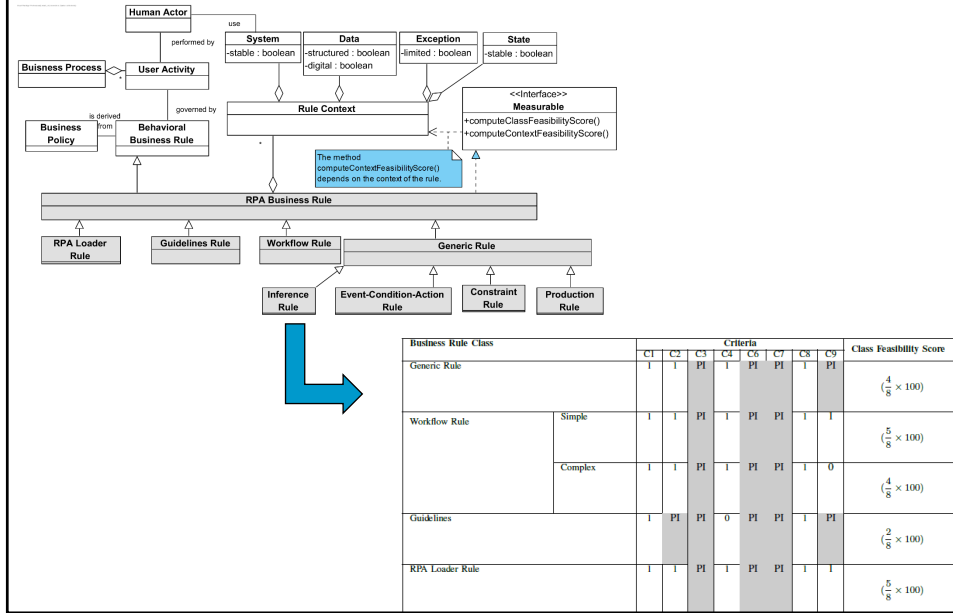 Human Actor
use
performed by
System
-stable : boolean
Data
-structured : boolean
-digital : boolean
Exception
-limited : boolean
State
-stable : boolean
Buisness Process
*
User Activity
<<Interface>>
Measurable
+computeClassFeasibilityScore()
+computeContextFeasibilityScore()
Rule Context
governed by
is derived
from
Business
Policy
Behavioral
Business Rule
*
The method
computeContextFeasibilityScore()
depends on the context of the rule.
RPA Business Rule
RPA Loader
Rule
Guidelines Rule
Workflow Rule
Generic Rule
Inference
Rule
Event-Condition-Action
Rule
Constraint
Rule
Production
Rule
Business Rule Class Criteria Class Feasibility Score
C1 C2 C3 C4 C6 C7 C8 C9
Generic Rule 1 1 PI 1 PI PI 1 PI
(4/8 × 100)
Workflow Rule Simple 1 1 PI 1 PI PI 1 1
(5/8 × 100)
Complex 1 1 PI 1 PI PI 1 0
(4/8 × 100)
Guidelines 1 PI PI 0 PI PI 1 PI
(2/8 × 100)
RPA Loader Rule 1 1 PI 1 PI PI 1 1
(5/8 × 100)